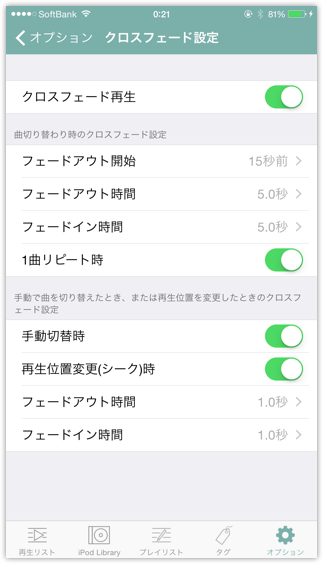 SoftBank 0:21 81%
オプション クロスフェード設定
クロスフェード再生
曲切り替わり時のクロスフェード設定
フェードアウト開始 15秒前
フェードアウト時間 5.0秒
フェードイン時間 5.0秒
1曲リピート時
手動で曲を切り替えたとき、または再生位置を変更したときのクロスフ
ェード設定
手動切替時
再生位置変更(シーク)時
フェードアウト時間 1.0秒
フェードイン時間 1.0秒
再生リスト iPod Library プレイリスト タグ オプション